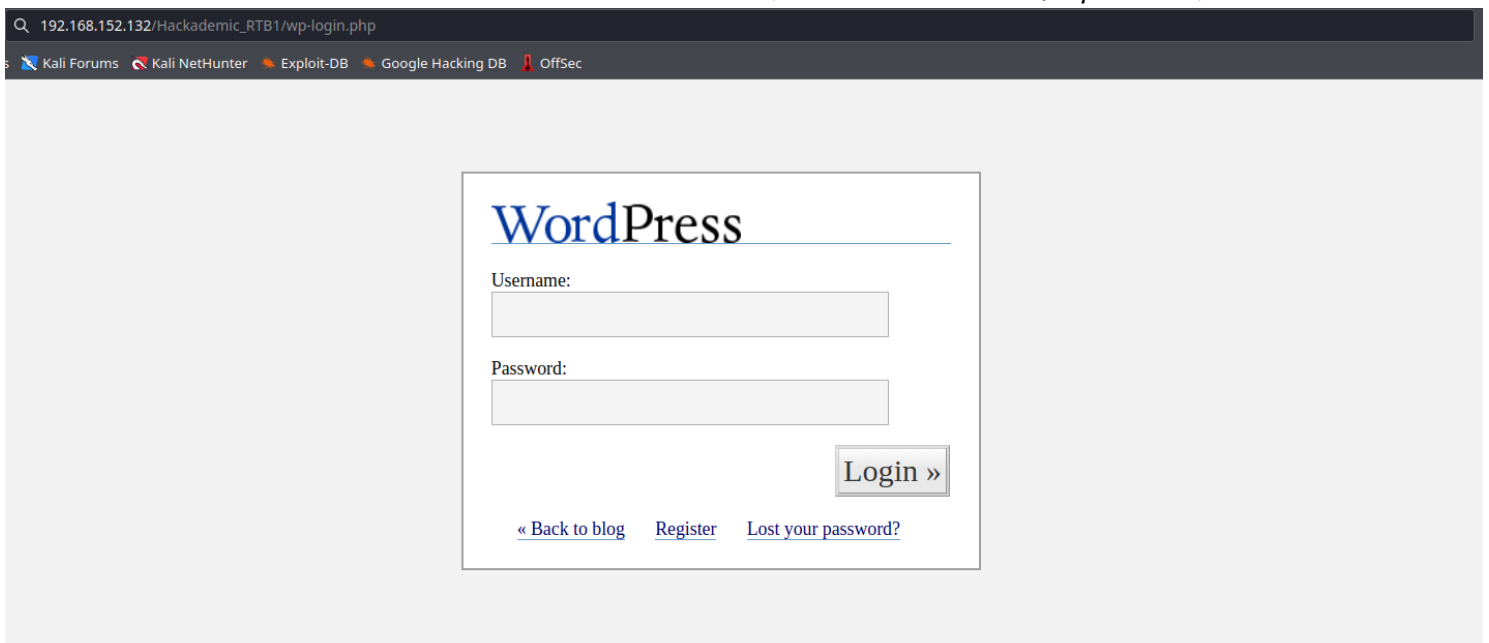 192.168.152.132/Hackademic_RTB1/wp-login.php
s Kali Forums Kali NetHunter Exploit-DB Google Hacking DB OffSec
WordPress
Username:
Password:
Login »
« Back to blog Register Lost your password?